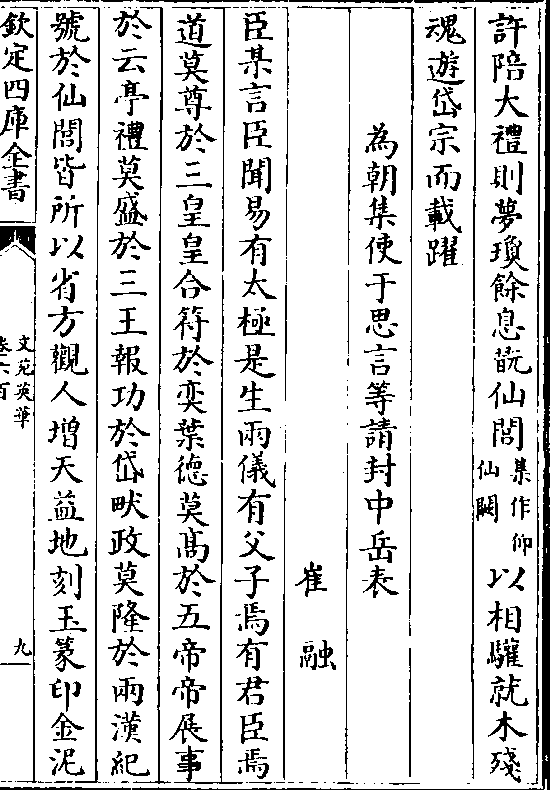 許陪大禮則夢瓊餘息翫仙閭集作仰仙闕以相驩就木殘
魂遊岱宗而載躍
為朝集使于思言等請封中岳表
崔融
臣某言臣聞易有太極是生兩儀有父子焉有君臣焉
道莫尊於三皇皇合符於奕葉德莫髙於五帝帝展事
於云亭禮莫盛於三王報功於岱畎政莫隆於兩漢紀
號於仙閭皆所以省方觀人増天益地刻玉篆印金泥
欽定四庫全書
文苑英華
卷六百
九